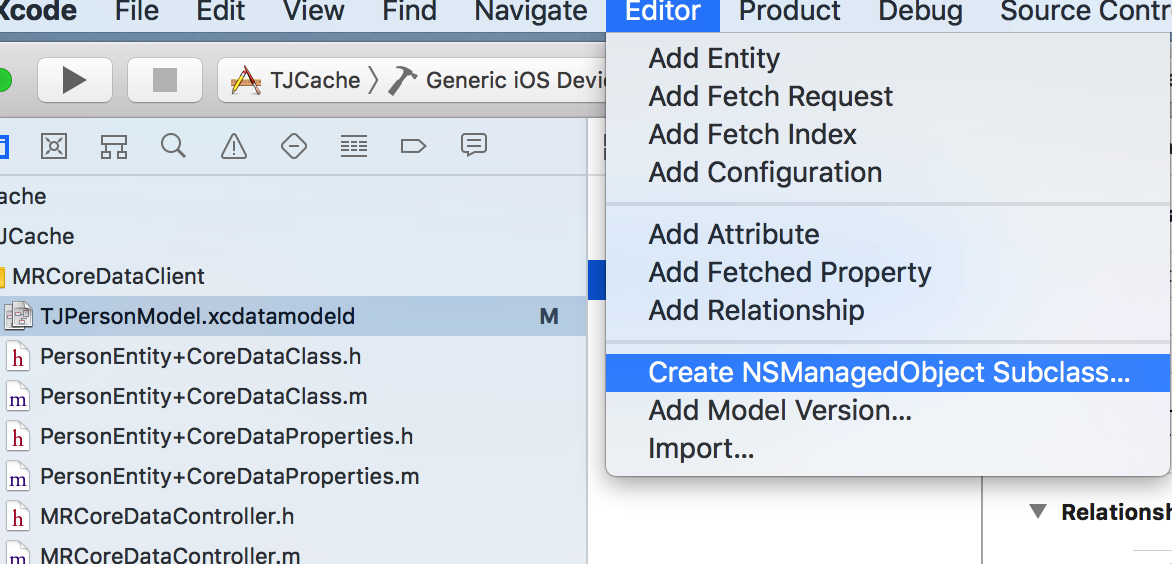 Xcode File Edit View Find Navigate Editor Product Debug Source Contr
TJCache Generic iOS Devi
Add Entity
Add Fetch Request
Add Fetch Index
Add Configuration
Add Attribute
Add Fetched Property
Add Relationship
Create NSManagedObject Subclass...
Add Model Version...
Import...
ache
JCache
MRCoreDataClient
TJPersonModel.xcdatamodeld M
h PersonEntity+CoreDataClass.h
m PersonEntity+CoreDataClass.m
h PersonEntity+CoreDataProperties.h
m PersonEntity+CoreDataProperties.m
h MRCoreDataController.h
m MRCoreDataController.m
Relationsh